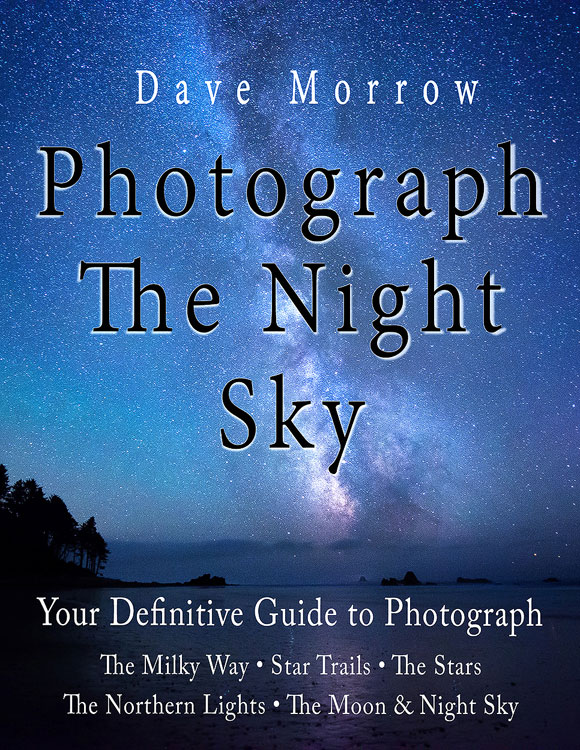 Dave Morrow
Photograph
The Night
Sky
Your Definitive Guide to Photograph
The Milky Way • Star Trails • The Stars
The Northern Lights • The Moon & Night Sky